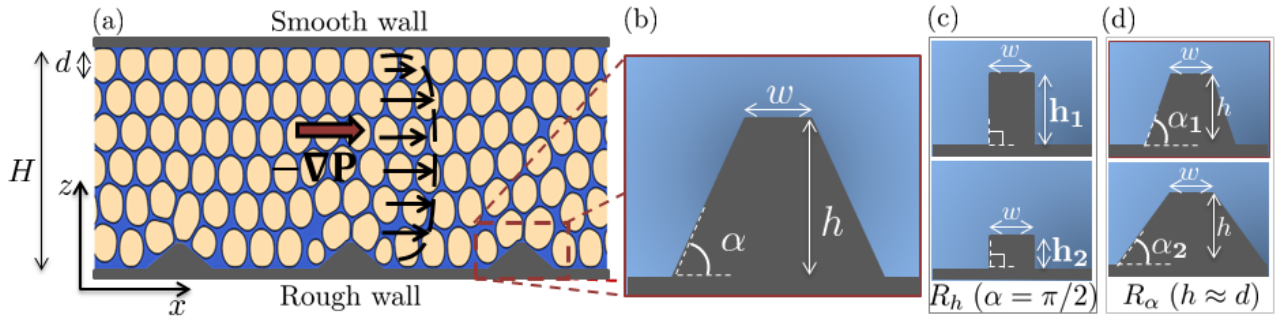 (a) Smooth wall
d
H
−∇P
z
x
Rough wall
(b)
w
h
α
(c)
w
h₁
w
h₂
R_h (α = π/2)
(d)
w
h
α₁
w
h
α₂
R_α (h ≈ d)